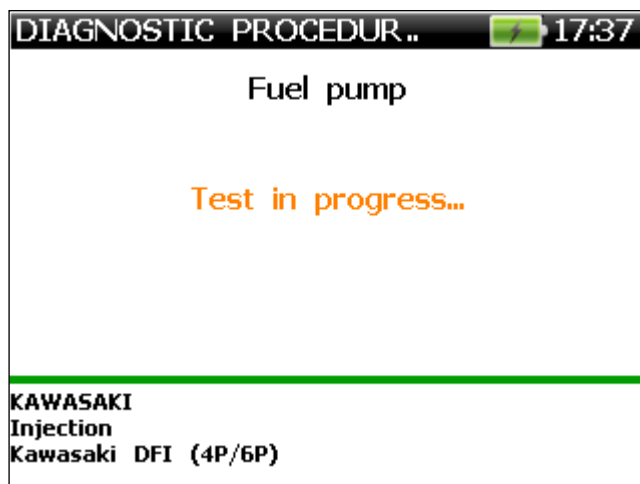 DIAGNOSTIC PROCEDUR.. 17:37
Fuel pump
Test in progress...
KAWASAKI
Injection
Kawasaki DFI (4P/6P)